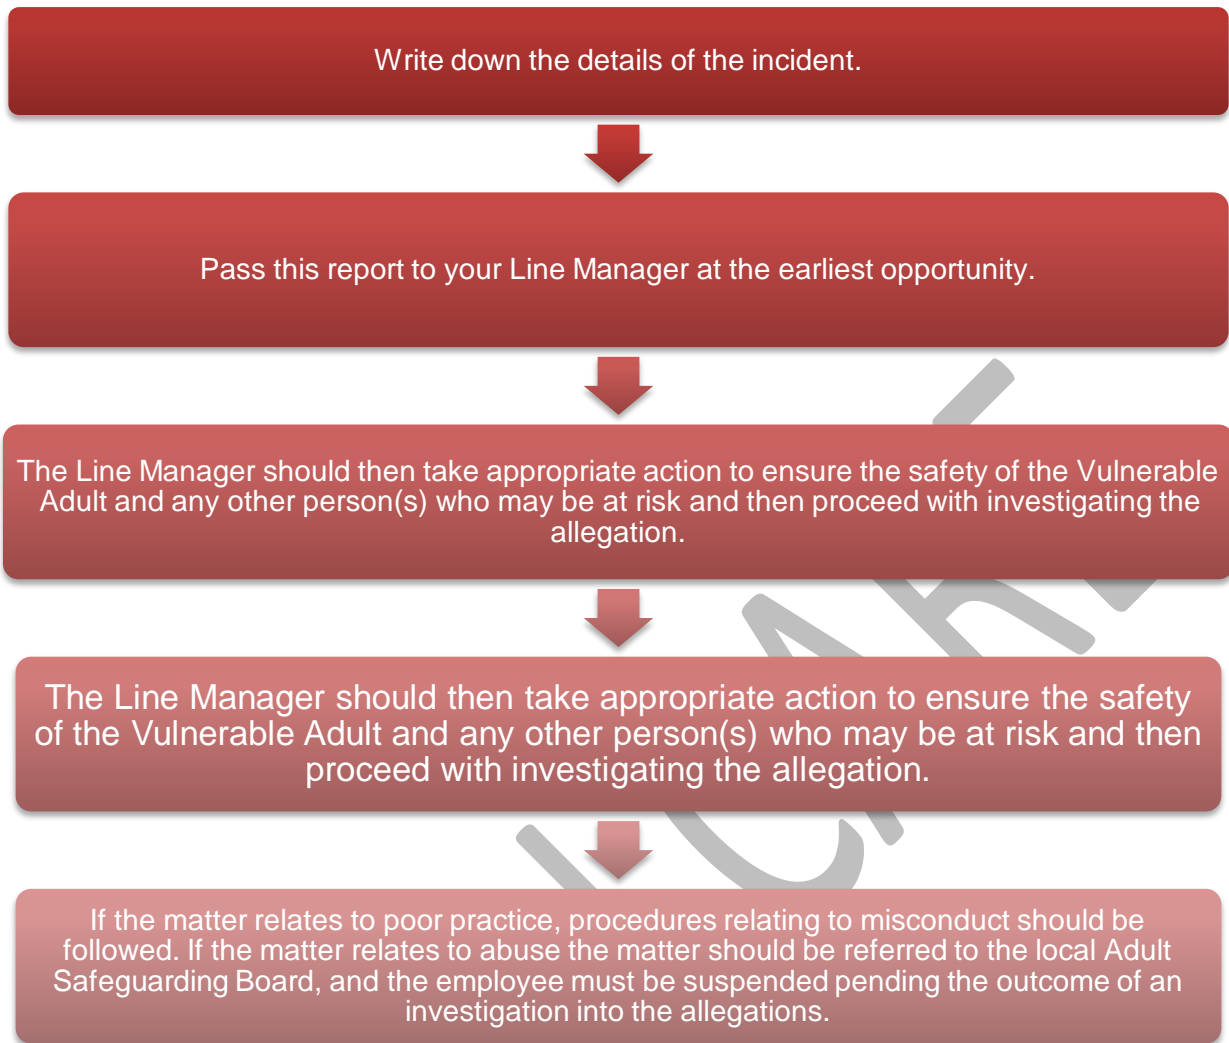 Write down the details of the incident.
Pass this report to your Line Manager at the earliest opportunity.
The Line Manager should then take appropriate action to ensure the safety of the Vulnerable
Adult and any other person(s) who may be at risk and then proceed with investigating the
allegation.
The Line Manager should then take appropriate action to ensure the safety
of the Vulnerable Adult and any other person(s) who may be at risk and then
proceed with investigating the allegation.
If the matter relates to poor practice, procedures relating to misconduct should be
followed. If the matter relates to abuse the matter should be referred to the local Adult
Safeguarding Board, and the employee must be suspended pending the outcome of an
investigation into the allegations.